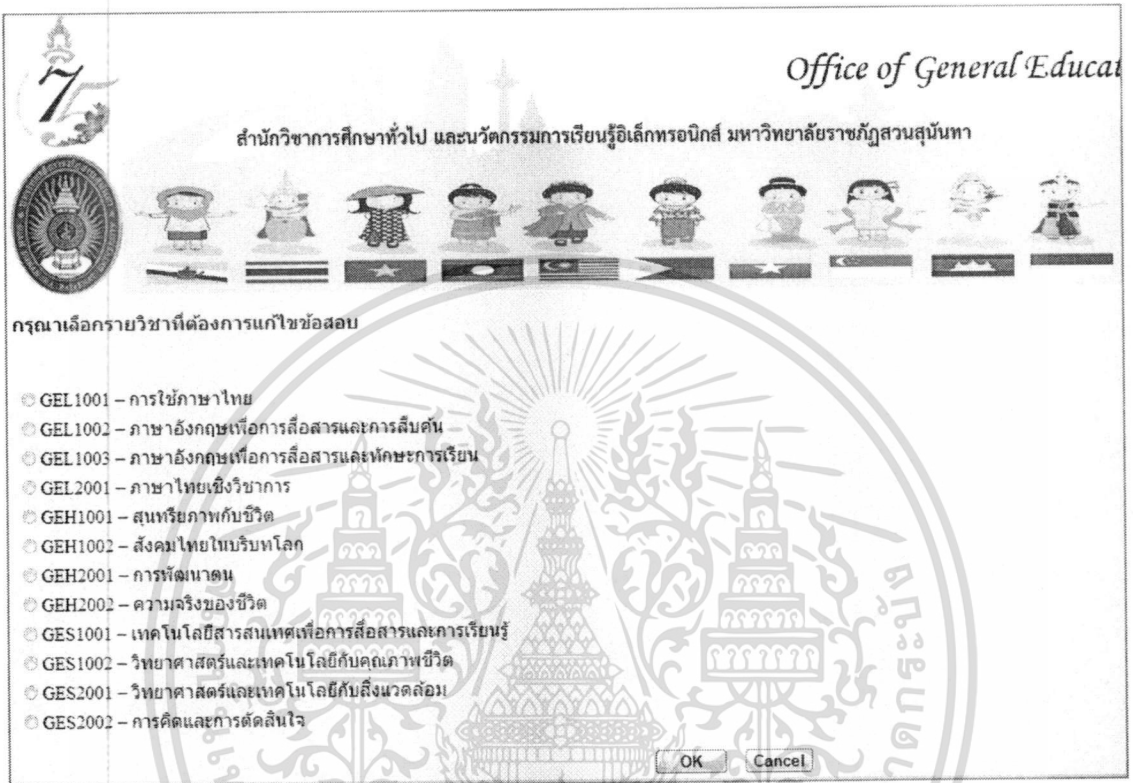 75
Office of General Educat
สำนักวิชาการศึกษาทั่วไป และนวัตกรรมการเรียนรู้อิเล็กทรอนิกส์ มหาวิทยาลัยราชภัฏสวนสุนันทา
กรุณาเลือกรายวิชาที่ต้องการแก้ไขข้อสอบ
GEL1001 – การใช้ภาษาไทย
GEL1002 – ภาษาอังกฤษเพื่อการสื่อสารและการสืบค้น
GEL1003 – ภาษาอังกฤษเพื่อการสื่อสารและทักษะการเรียน
GEL2001 – ภาษาไทยเชิงวิชาการ
GEH1001 – สุนทรียภาพกับชีวิต
GEH1002 – สังคมไทยในบริบทโลก
GEH2001 – การพัฒนาตน
GEH2002 – ความจริงของชีวิต
GES1001 – เทคโนโลยีสารสนเทศเพื่อการสื่อสารและการเรียนรู้
GES1002 – วิทยาศาสตร์และเทคโนโลยีกับคุณภาพชีวิต
GES2001 – วิทยาศาสตร์และเทคโนโลยีกับสิ่งแวดล้อม
GES2002 – การคิดและการตัดสินใจ
OK Cancel